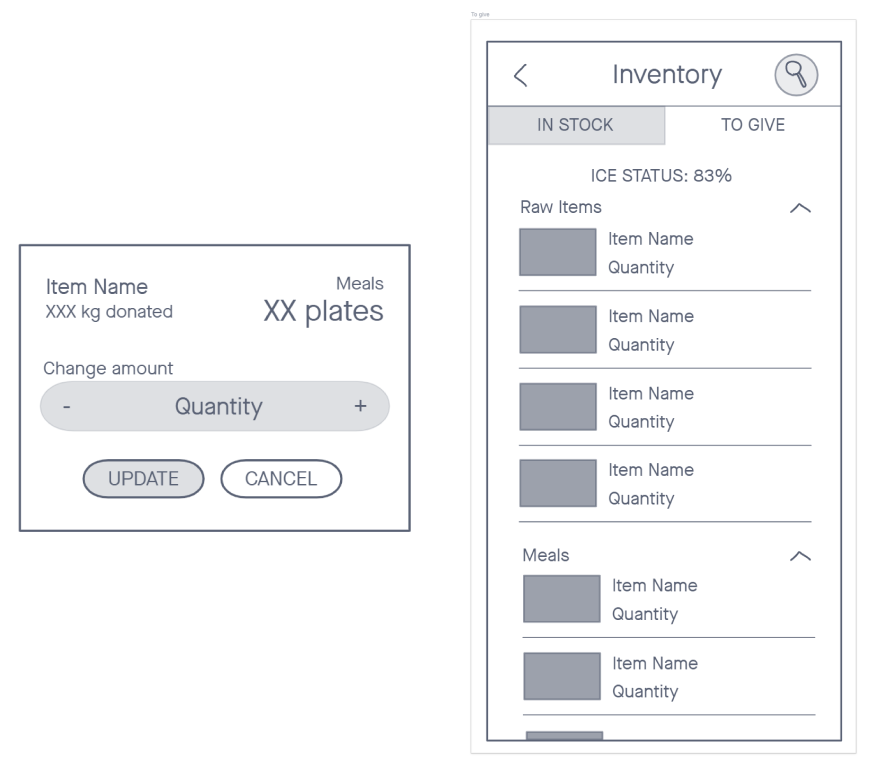 To give
Inventory
IN STOCK TO GIVE
ICE STATUS: 83%
Raw Items
Item Name
Quantity
Item Name
Quantity
Item Name
Quantity
Item Name
Quantity
Meals
Item Name
Quantity
Item Name
Quantity
Item Name Meals
XXX kg donated XX plates
Change amount
- Quantity +
UPDATE CANCEL